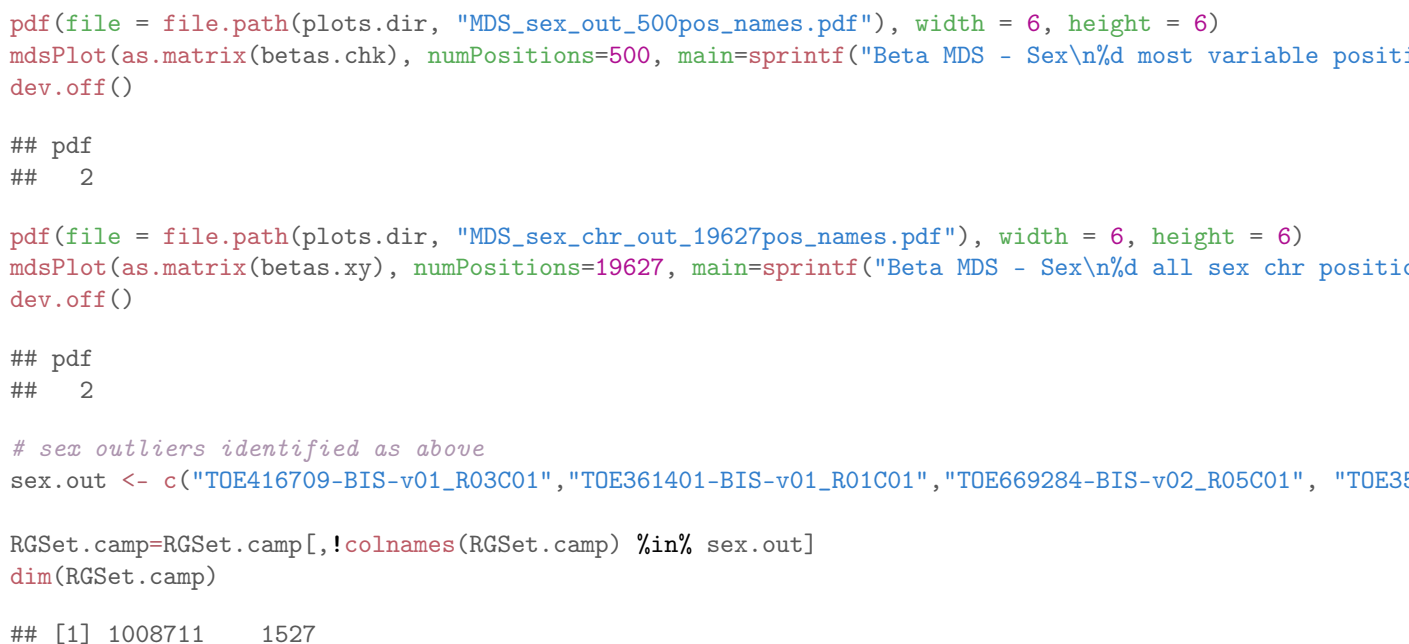 pdf(file = file.path(plots.dir, "MDS_sex_out_500pos_names.pdf"), width = 6, height = 6)
mdsPlot(as.matrix(betas.chk), numPositions=500, main=sprintf("Beta MDS - Sex\n%d most variable positi
dev.off()
## pdf
##   2
pdf(file = file.path(plots.dir, "MDS_sex_chr_out_19627pos_names.pdf"), width = 6, height = 6)
mdsPlot(as.matrix(betas.xy), numPositions=19627, main=sprintf("Beta MDS - Sex\n%d all sex chr positio
dev.off()
## pdf
##   2
# sex outliers identified as above
sex.out <- c("TOE416709-BIS-v01_R03C01","TOE361401-BIS-v01_R01C01","TOE669284-BIS-v02_R05C01", "TOE35
RGSet.camp=RGSet.camp[,!colnames(RGSet.camp) %in% sex.out]
dim(RGSet.camp)
## [1] 1008711    1527